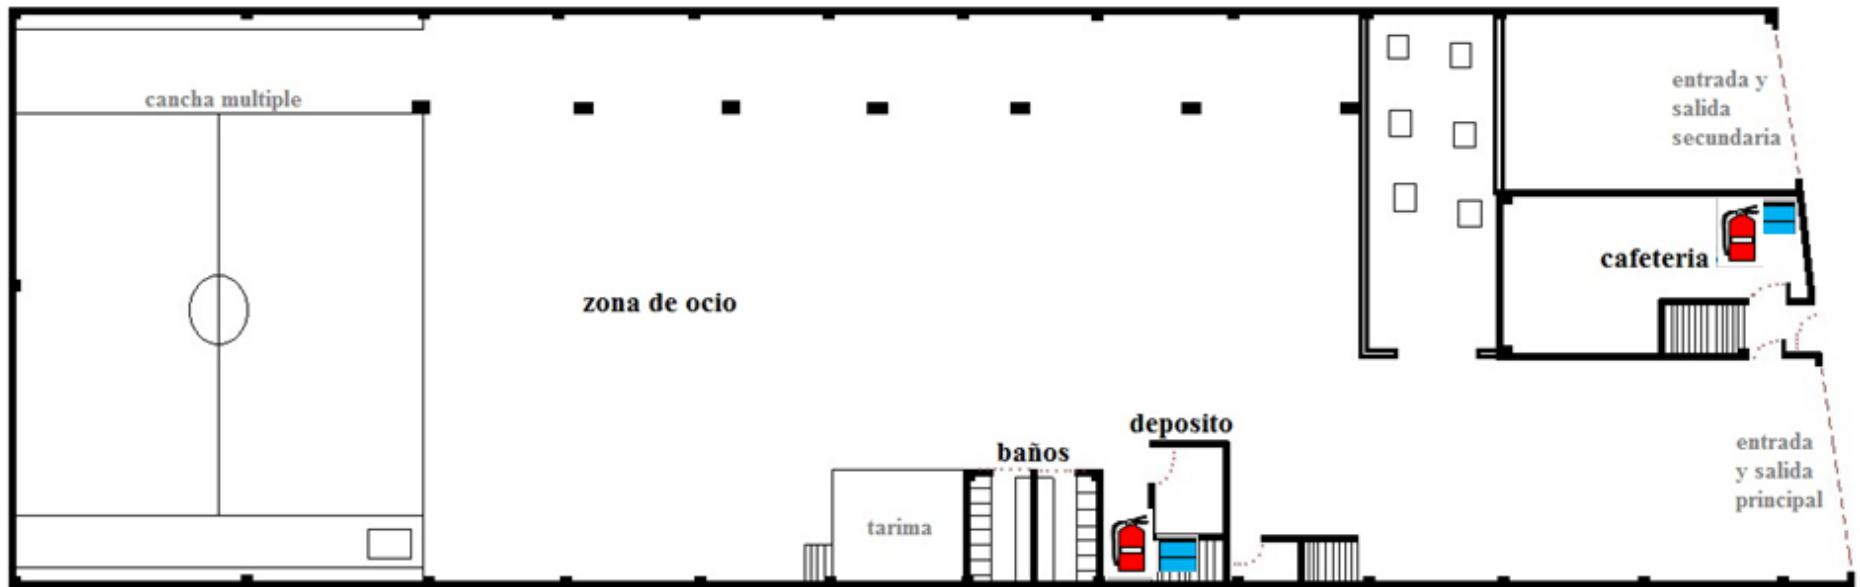 cancha multiple
entrada y
salida
secundaria
cafeteria
zona de ocio
deposito
baños
entrada
y salida
principal
tarima